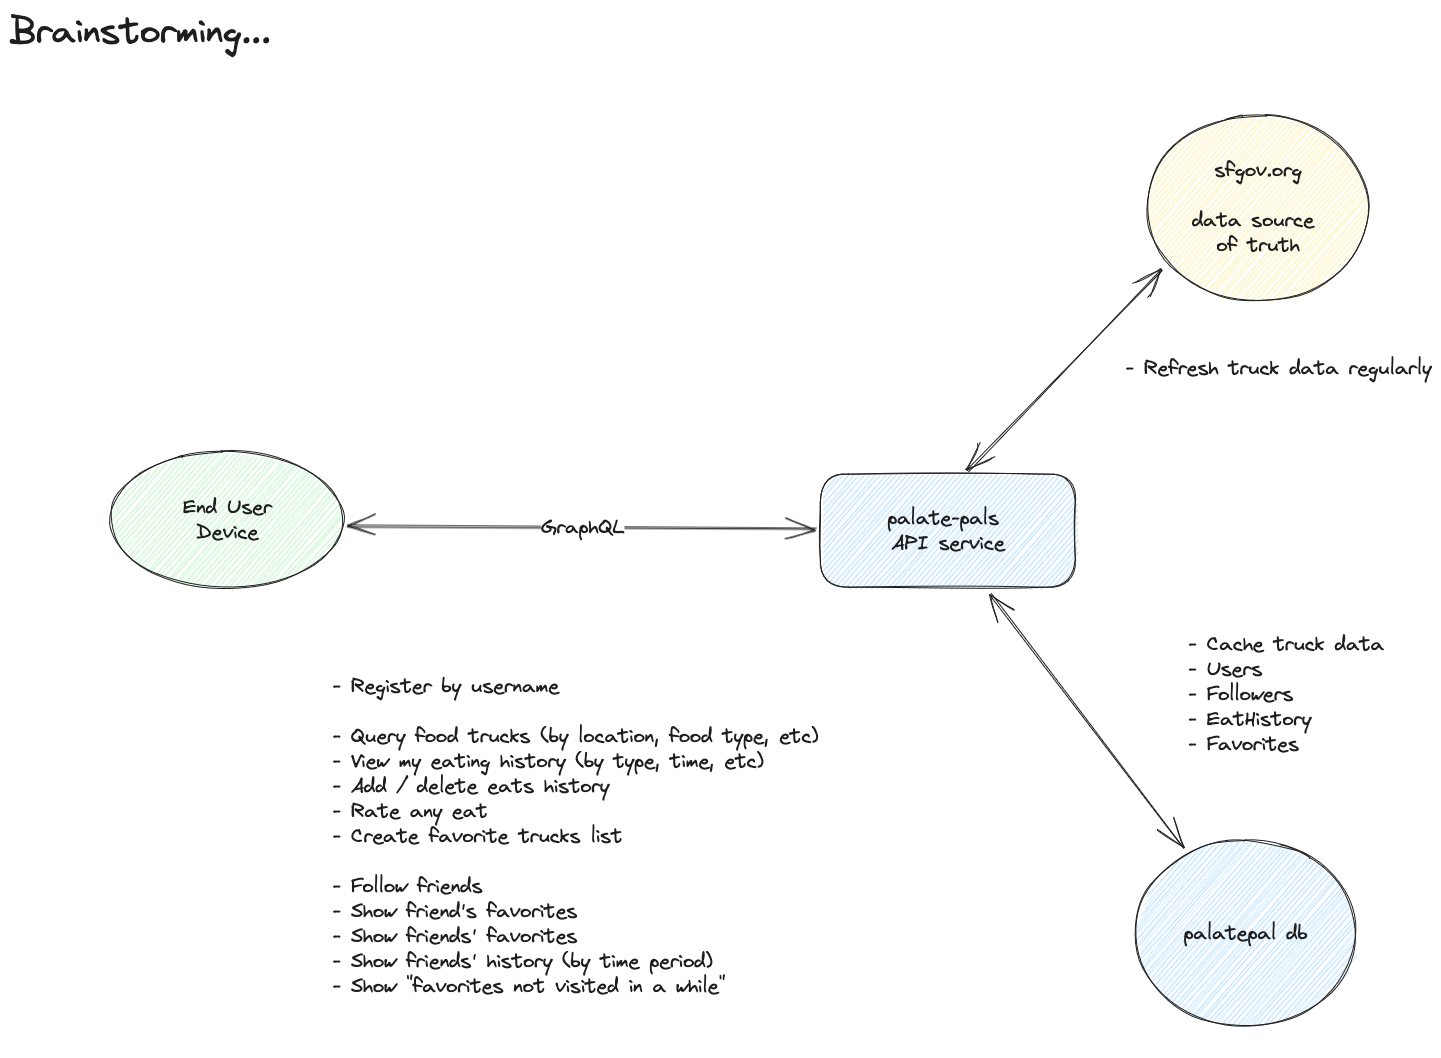 Brainstorming...
sfgov.org
data source
of truth
- Refresh truck data regularly
End User
Device
GraphQL
palate-pals
API service
- Cache truck data
- Users
- Followers
- EatHistory
- Favorites
- Register by username
- Query food trucks (by location, food type, etc)
- View my eating history (by type, time, etc)
- Add / delete eats history
- Rate any eat
- Create favorite trucks list
- Follow friends
- Show friend's favorites
- Show friends' favorites
- Show friends' history (by time period)
- Show "favorites not visited in a while"
palatepal db